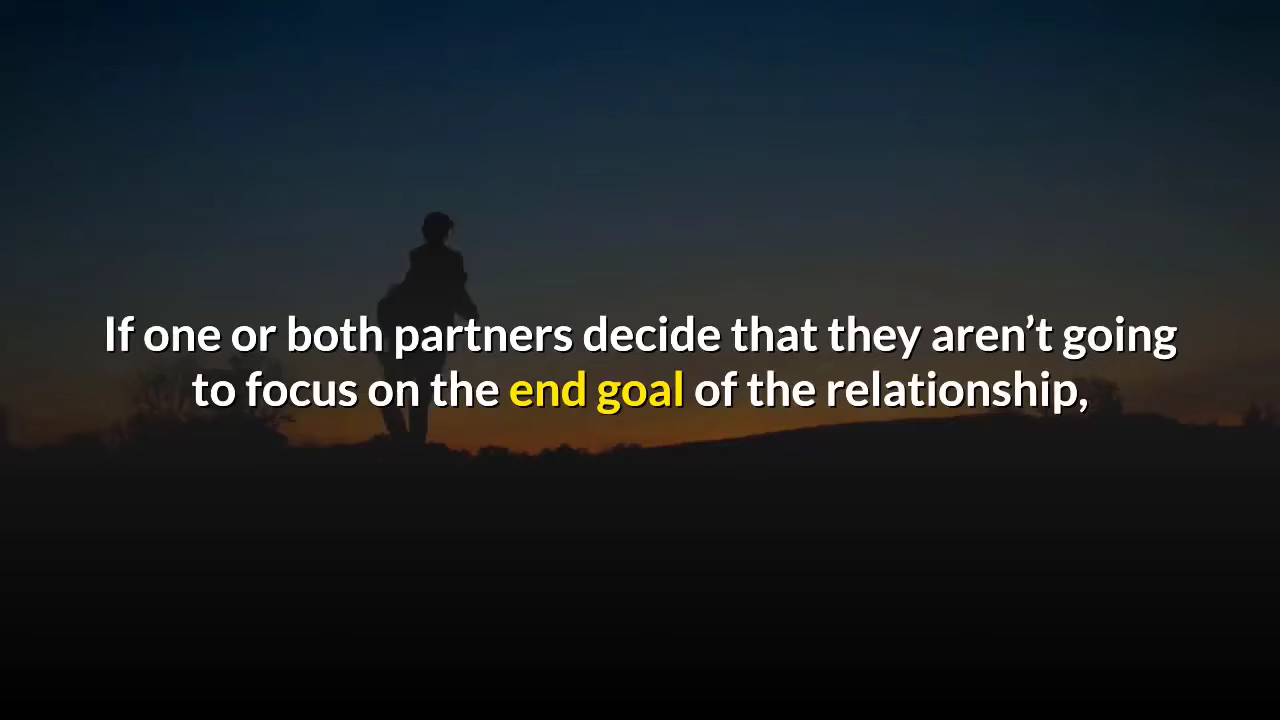 If one or both partners decide that they aren’t going
to focus on the end goal of the relationship,